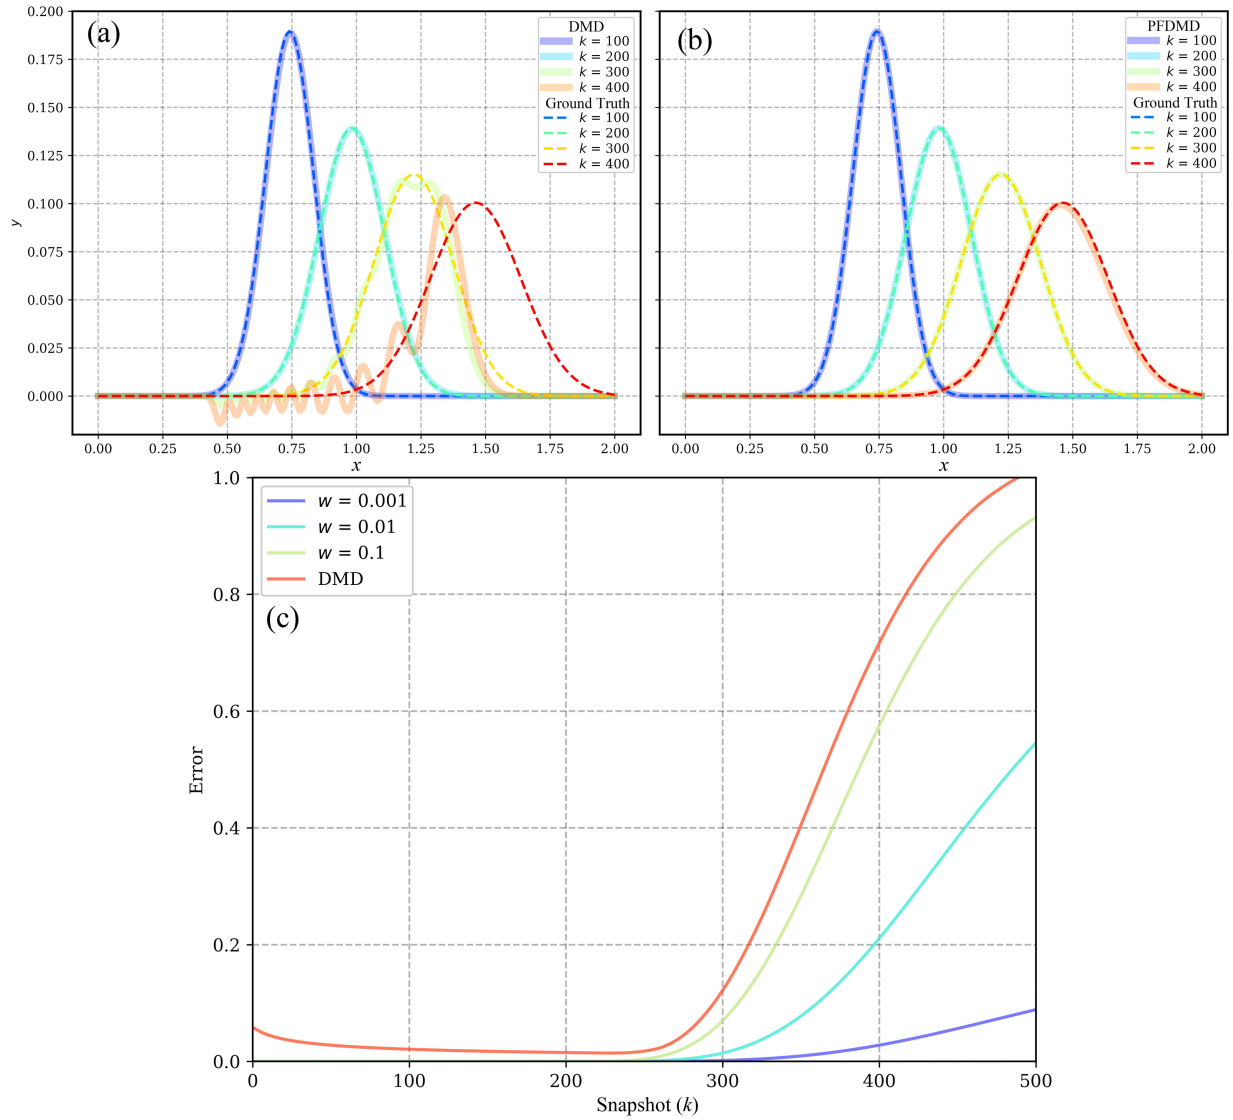 (a)
DMD
k = 100
k = 200
k = 300
k = 400
Ground Truth
k = 100
k = 200
k = 300
k = 400
0.200
0.175
0.150
0.125
0.100
0.075
0.050
0.025
0.000
y
0.00 0.25 0.50 0.75 1.00 1.25 1.50 1.75 2.00
x
(b)
PFDMD
k = 100
k = 200
k = 300
k = 400
Ground Truth
k = 100
k = 200
k = 300
k = 400
0.00 0.25 0.50 0.75 1.00 1.25 1.50 1.75 2.00
x
w = 0.001
w = 0.01
w = 0.1
DMD
(c)
1.0
0.8
0.6
0.4
0.2
0.0
Error
0 100 200 300 400 500
Snapshot (k)